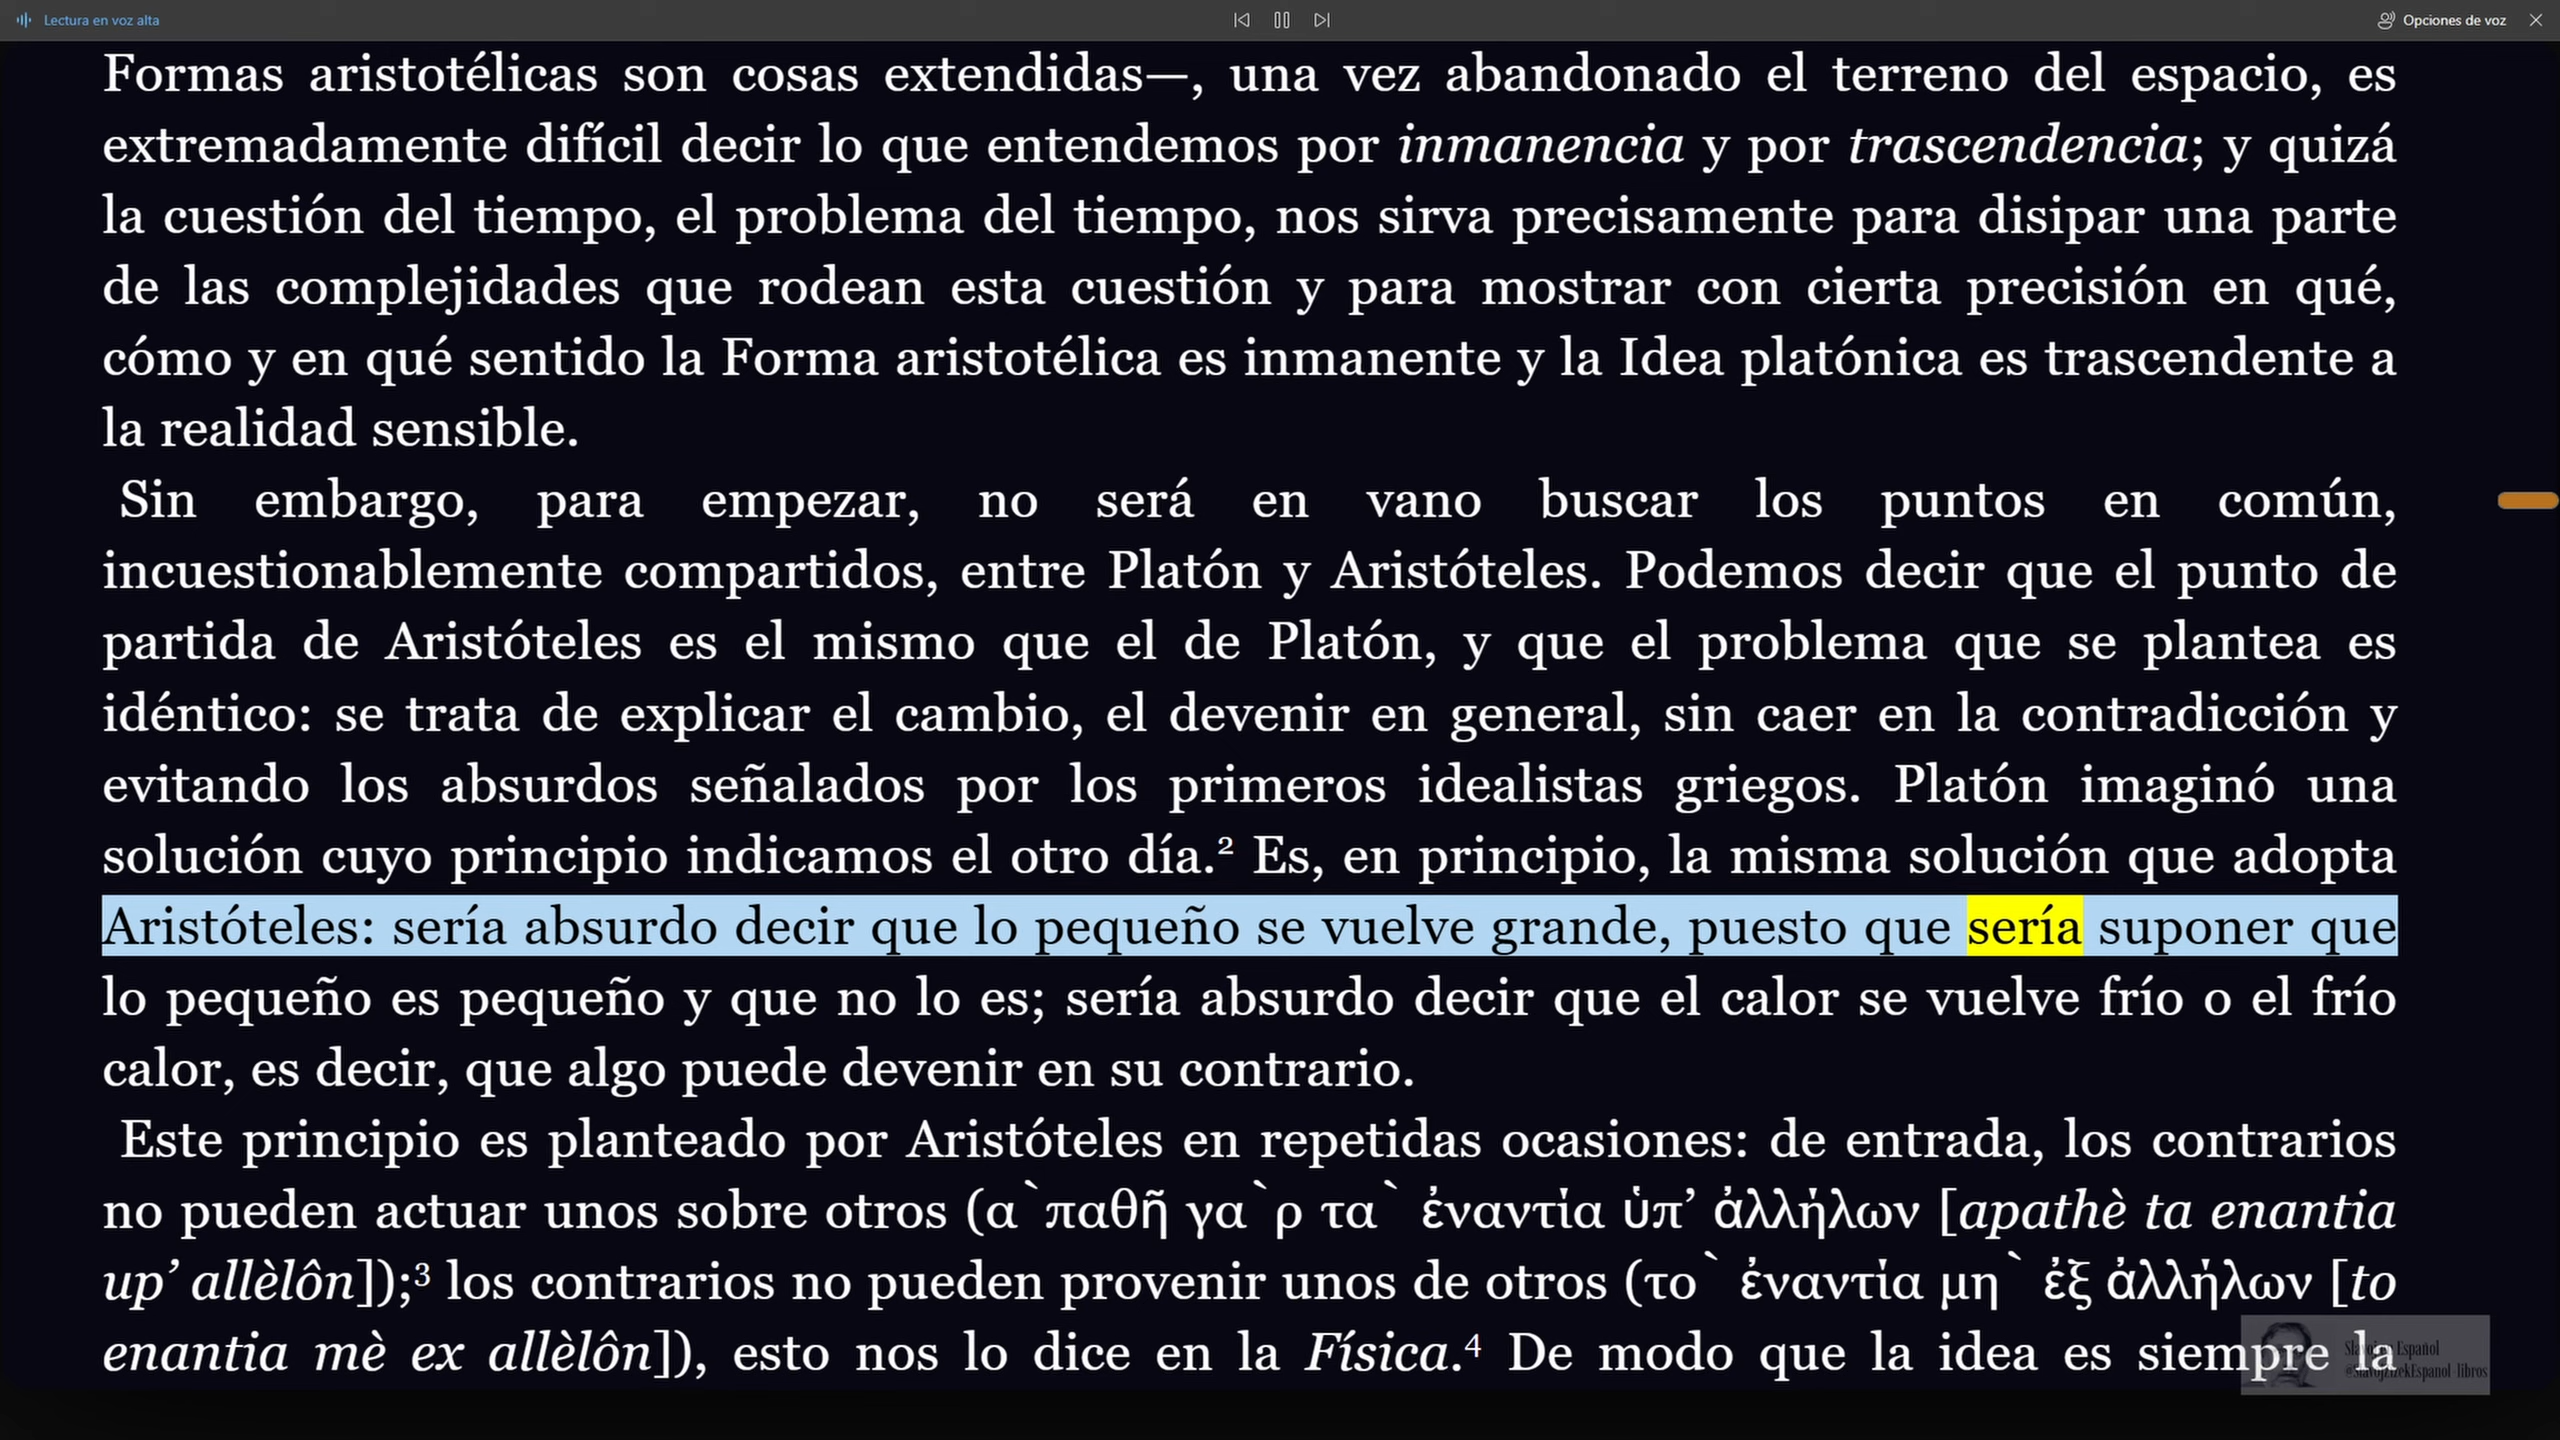 Lectura en voz alta
Opciones de voz
Formas aristotélicas son cosas extendidas—, una vez abandonado el terreno del espacio, es
extremadamente difícil decir lo que entendemos por inmanencia y por trascendencia; y quizá
la cuestión del tiempo, el problema del tiempo, nos sirva precisamente para disipar una parte
de las complejidades que rodean esta cuestión y para mostrar con cierta precisión en qué,
cómo y en qué sentido la Forma aristotélica es inmanente y la Idea platónica es trascendente a
la realidad sensible.
Sin embargo, para empezar, no será en vano buscar los puntos en común,
incuestionablemente compartidos, entre Platón y Aristóteles. Podemos decir que el punto de
partida de Aristóteles es el mismo que el de Platón, y que el problema que se plantea es
idéntico: se trata de explicar el cambio, el devenir en general, sin caer en la contradicción y
evitando los absurdos señalados por los primeros idealistas griegos. Platón imaginó una
solución cuyo principio indicamos el otro día.² Es, en principio, la misma solución que adopta
Aristóteles: sería absurdo decir que lo pequeño se vuelve grande, puesto que sería suponer que
lo pequeño es pequeño y que no lo es; sería absurdo decir que el calor se vuelve frío o el frío
calor, es decir, que algo puede devenir en su contrario.
Este principio es planteado por Aristóteles en repetidas ocasiones: de entrada, los contrarios
no pueden actuar unos sobre otros (α`παθῆ γα`ρ τα` ἐναντία ὑπ’ ἀλλήλων [apathè ta enantia
up’ allèlôn]);³ los contrarios no pueden provenir unos de otros (το` ἐναντία μη` ἐξ ἀλλήλων [to
enantia mè ex allèlôn]), esto nos lo dice en la Física.⁴ De modo que la idea es siempre la
Español
@SlavojZizekEspanol-libros